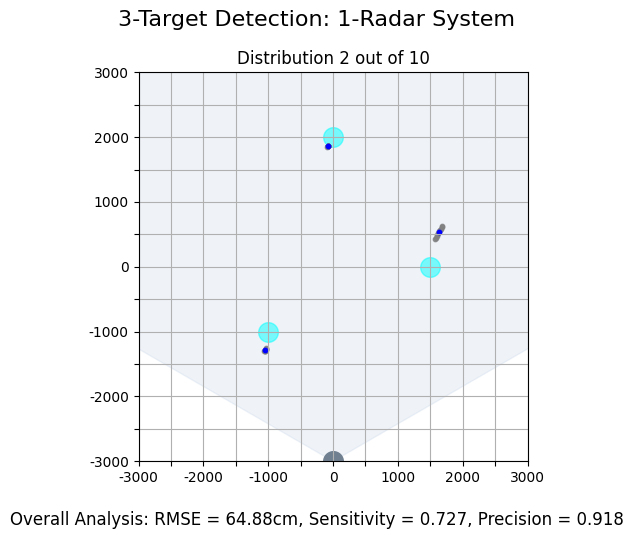 3-Target Detection: 1-Radar System
Distribution 2 out of 10
3000
2000
1000
0
-1000
-2000
-3000
-3000 -2000 -1000 0 1000 2000 3000
Overall Analysis: RMSE = 64.88cm, Sensitivity = 0.727, Precision = 0.918